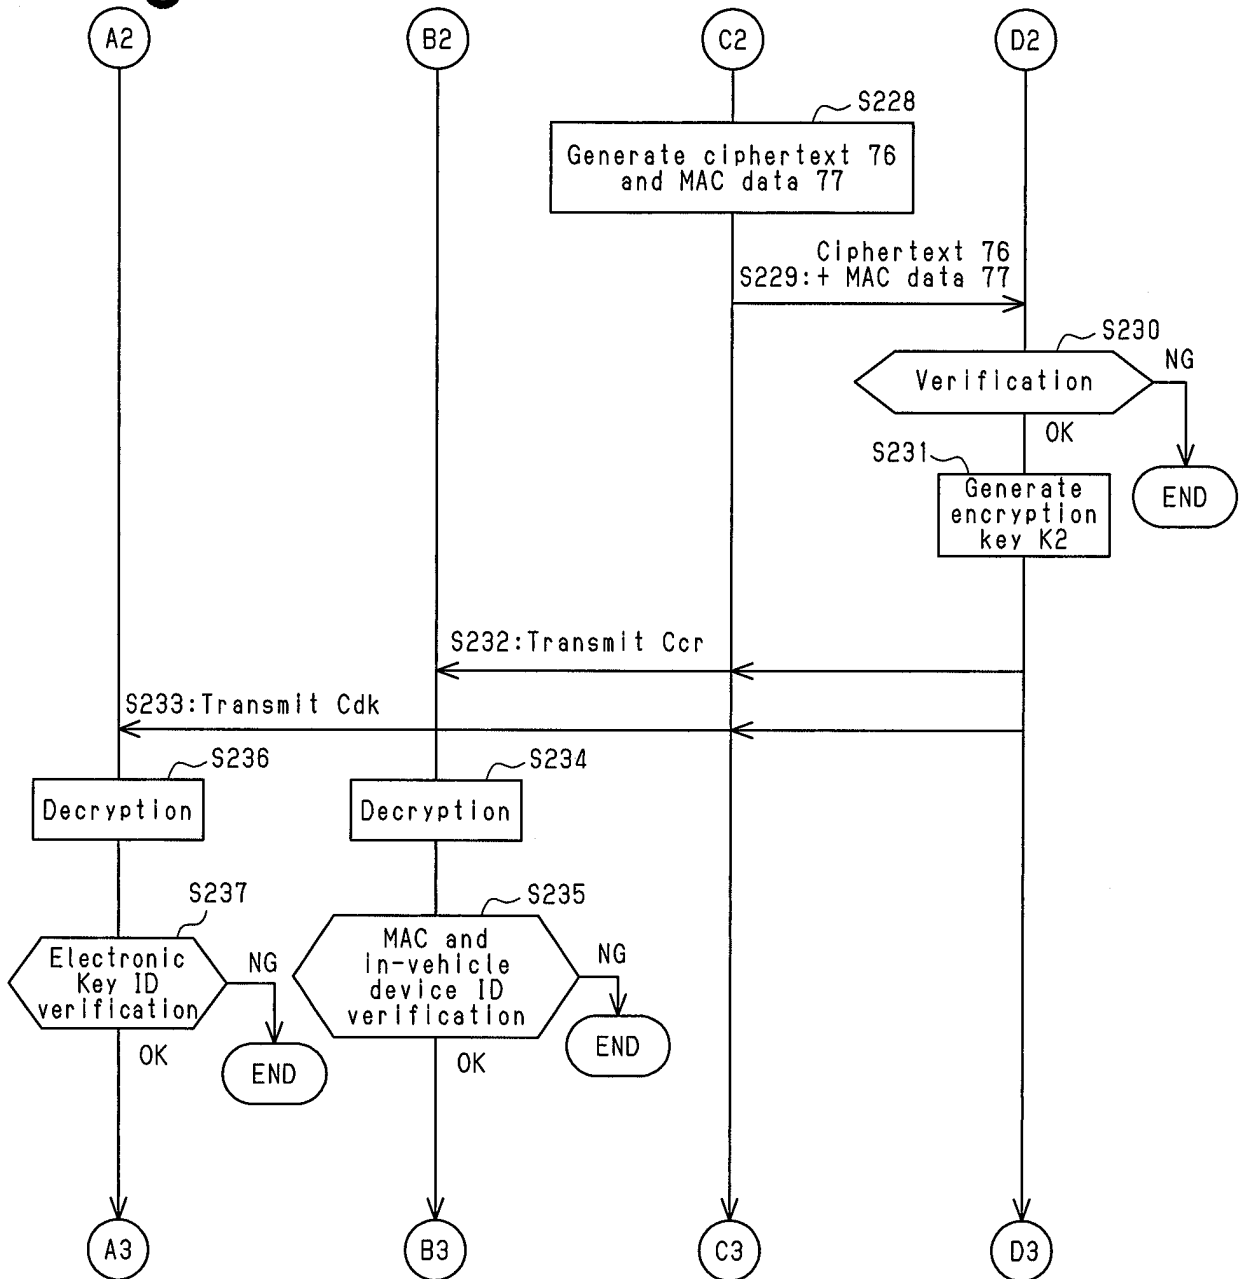 A2
B2
C2
D2
S228
Generate ciphertext 76
and MAC data 77
Ciphertext 76
S229:+ MAC data 77
S230
Verification
NG
OK
S231
Generate
encryption
key K2
END
S232:Transmit Ccr
S233:Transmit Cdk
S236
Decryption
S234
Decryption
S237
Electronic
Key ID
verification
NG
OK
END
S235
MAC and
in-vehicle
device ID
verification
NG
OK
END
A3
B3
C3
D3